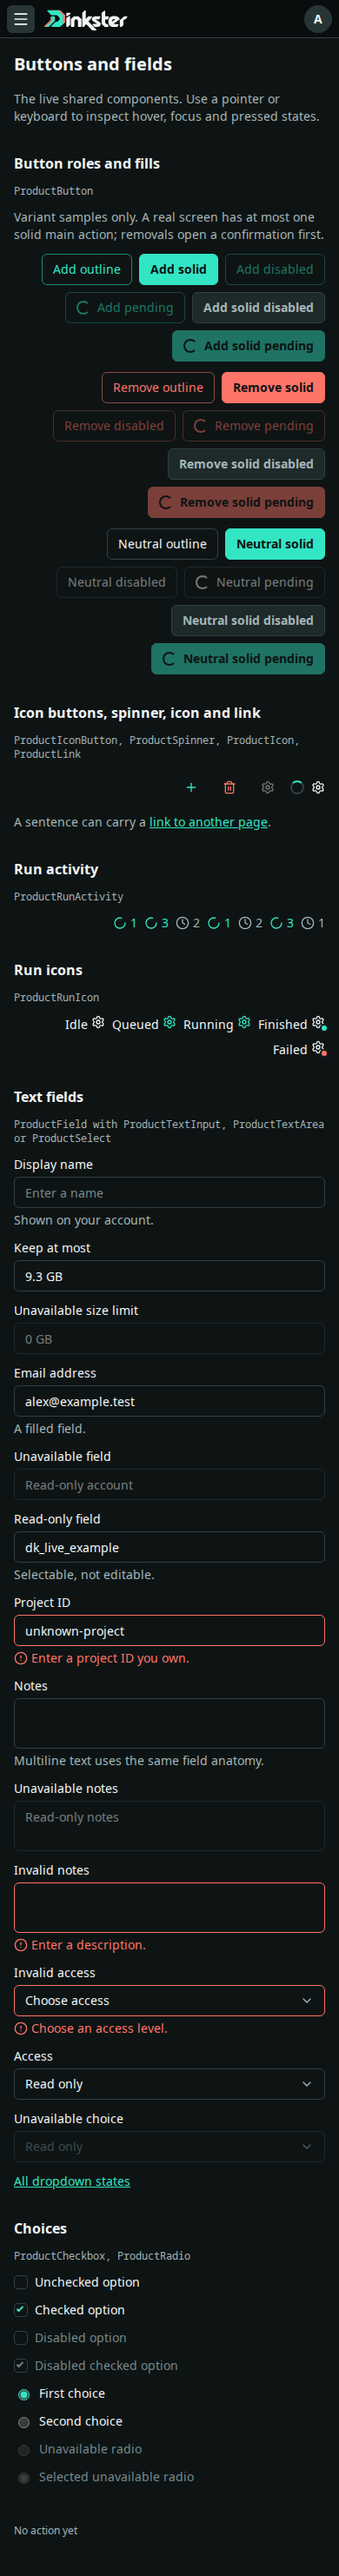 Dinkster
A
Buttons and fields
The live shared components. Use a pointer or
keyboard to inspect hover, focus and pressed states.
Button roles and fills
ProductButton
Variant samples only. A real screen has at most one
solid main action; removals open a confirmation first.
Add outline
Add solid
Add disabled
Add pending
Add solid disabled
Add solid pending
Remove outline
Remove solid
Remove disabled
Remove pending
Remove solid disabled
Remove solid pending
Neutral outline
Neutral solid
Neutral disabled
Neutral pending
Neutral solid disabled
Neutral solid pending
Icon buttons, spinner, icon and link
ProductIconButton, ProductSpinner, ProductIcon,
ProductLink
A sentence can carry a link to another page.
Run activity
ProductRunActivity
1 3 2 1 2 3 1
Run icons
ProductRunIcon
Idle Queued Running Finished
Failed
Text fields
ProductField with ProductTextInput, ProductTextArea
or ProductSelect
Display name
Enter a name
Shown on your account.
Keep at most
9.3 GB
Unavailable size limit
0 GB
Email address
alex@example.test
A filled field.
Unavailable field
Read-only account
Read-only field
dk_live_example
Selectable, not editable.
Project ID
unknown-project
Enter a project ID you own.
Notes
Multiline text uses the same field anatomy.
Unavailable notes
Read-only notes
Invalid notes
Enter a description.
Invalid access
Choose access
Choose an access level.
Access
Read only
Unavailable choice
Read only
All dropdown states
Choices
ProductCheckbox, ProductRadio
Unchecked option
Checked option
Disabled option
Disabled checked option
First choice
Second choice
Unavailable radio
Selected unavailable radio
No action yet